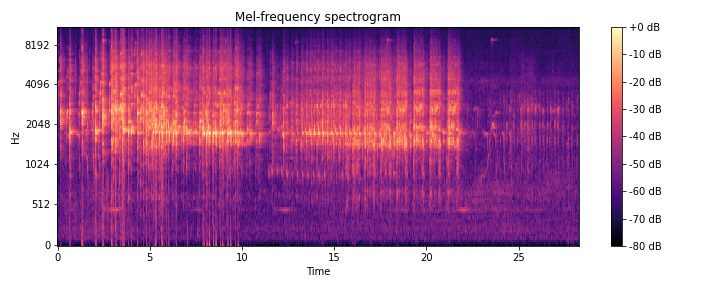 Mel-frequency spectrogram
Hz
8192
4096
2048
1024
512
0
0 5 10 15 20 25
Time
+0 dB
-10 dB
-20 dB
-30 dB
-40 dB
-50 dB
-60 dB
-70 dB
-80 dB